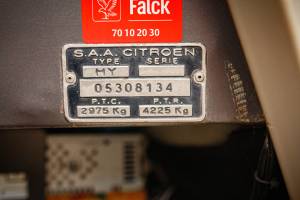 Falck
70 10 20 30
S.A.A. CITROEN
TYPE SERIE
HY
05308134
P.T.C. P.T.R.
2975 Kg 4225 Kg